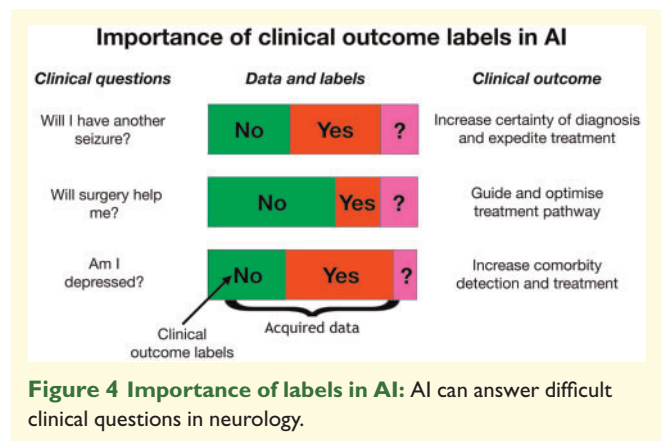 Importance of clinical outcome labels in AI
Clinical questions
Data and labels
Clinical outcome
Will I have another
seizure?
No
Yes
?
Increase certainty of diagnosis
and expedite treatment
Will surgery help
me?
No
Yes
?
Guide and optimise
treatment pathway
Am I
depressed?
No
Yes
?
Increase comorbity
detection and treatment
Clinical
outcome labels
Acquired data
Figure 4 Importance of labels in AI: AI can answer difficult
clinical questions in neurology.